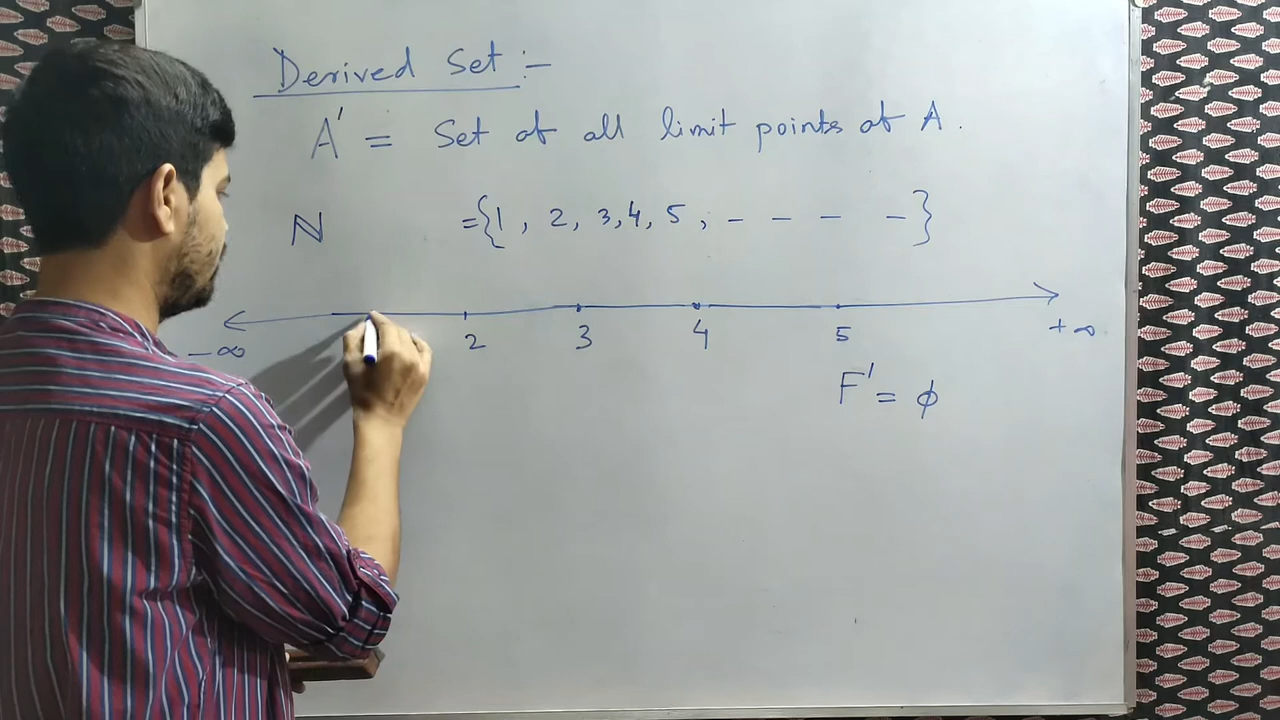 Derived Set :-
A' = Set of all limit points of A.
N = {1, 2, 3, 4, 5, - - - -}
-∞ 2 3 4 5 +∞
F' = ϕ